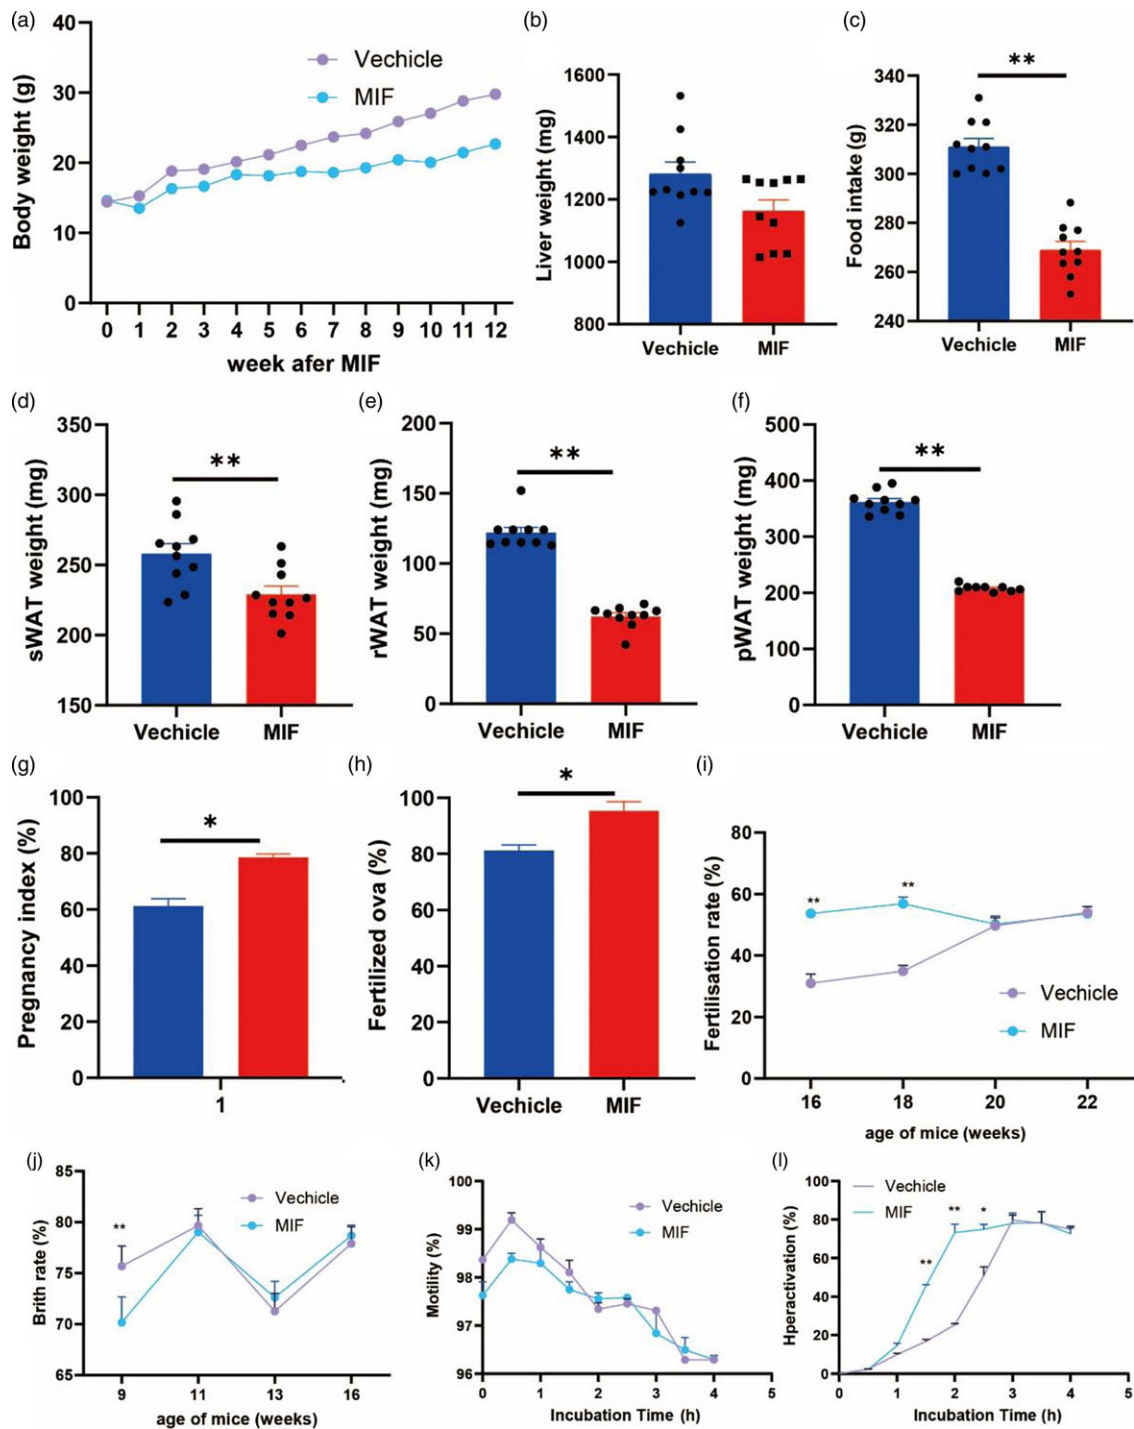 (a)
40
30
20
10
0
Body weight (g)
Vechicle
MIF
0 1 2 3 4 5 6 7 8 9 10 11 12
week afer MIF
(b)
1600
1400
1200
1000
800
Liver weight (mg)
Vechicle MIF
(c)
**
340
320
300
280
260
240
Food intake (g)
Vechicle MIF
(d)
350
300
250
200
150
sWAT weight (mg)
**
Vechicle MIF
(e)
200
150
100
50
0
rWAT weight (mg)
**
Vechicle MIF
(f)
500
400
300
200
100
0
pWAT weight (mg)
**
Vechicle MIF
(g)
100
80
60
40
20
0
Pregnancy index (%)
*
1
(h)
100
80
60
40
20
0
Fertilized ova (%)
*
Vechicle MIF
(i)
80
60
40
20
0
Fertilisation rate (%)
** **
Vechicle
MIF
16 18 20 22
age of mice (weeks)
(j)
85
80
75
70
65
Brith rate (%)
**
Vechicle
MIF
9 11 13 16
age of mice (weeks)
(k)
100
99
98
97
96
Motility (%)
Vechicle
MIF
0 1 2 3 4 5
Incubation Time (h)
(l)
100
80
60
40
20
0
Hperactivation (%)
Vechicle
MIF
** ** *
0 1 2 3 4 5
Incubation Time (h)